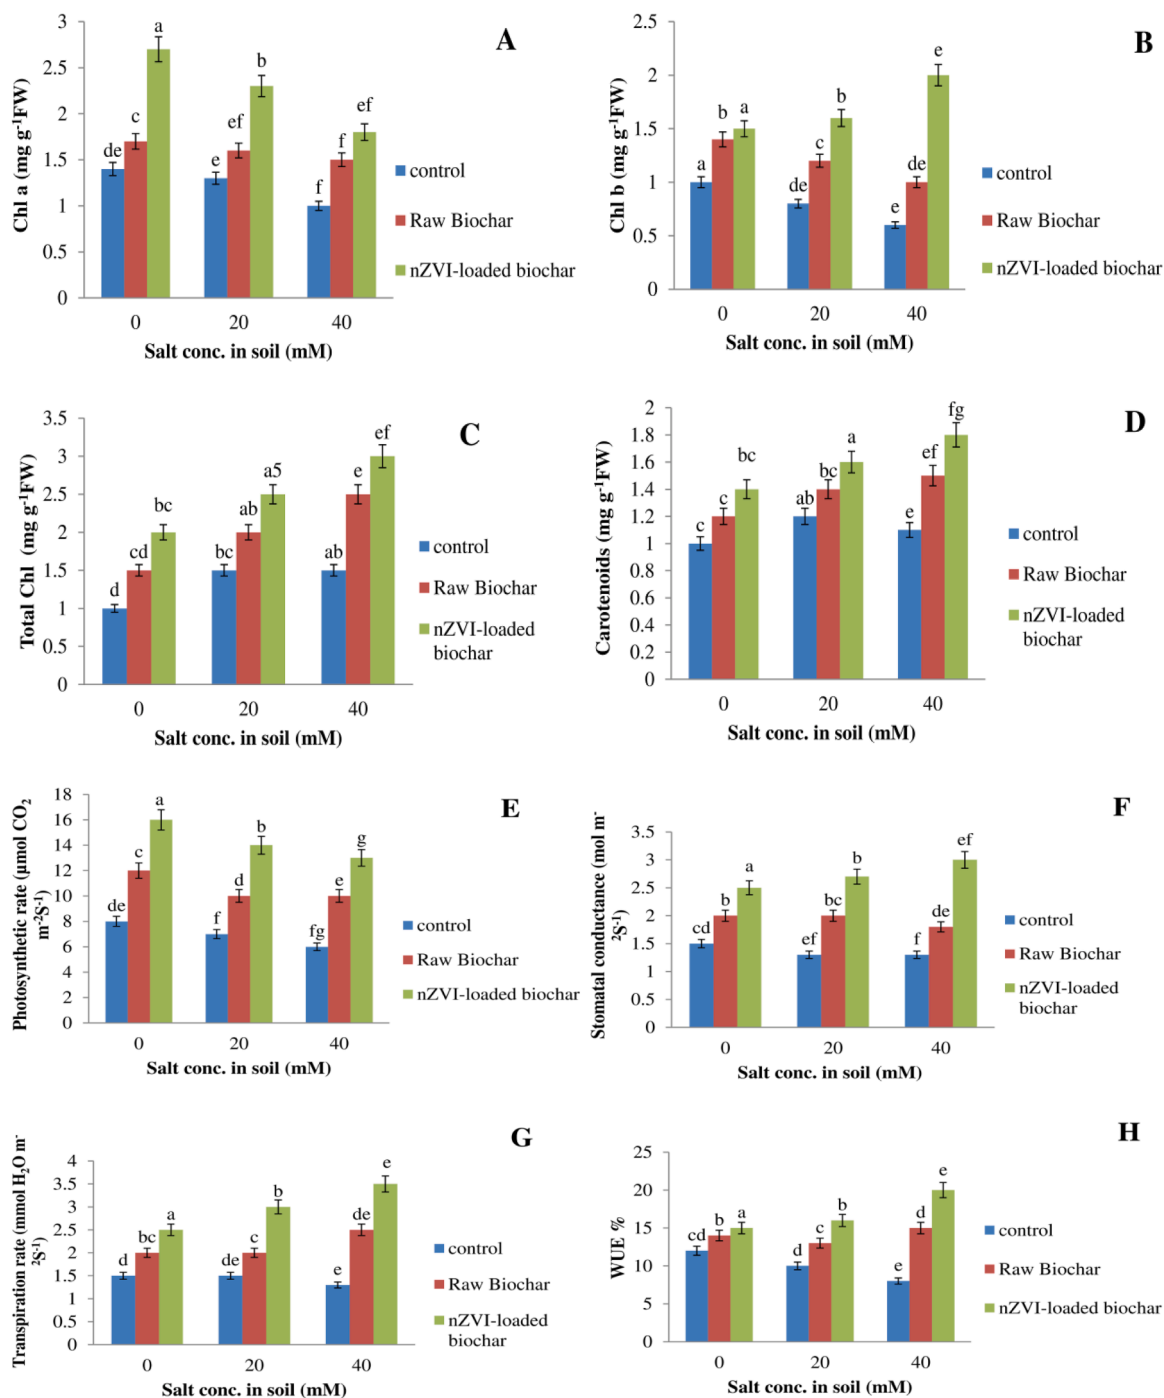 A
Chl a (mg g⁻¹FW)
3
2.5
2
1.5
1
0.5
0
a
b
c
ef
ef
de
e
f
f
0 20 40
Salt conc. in soil (mM)
control
Raw Biochar
nZVI-loaded biochar
B
Chl b (mg g⁻¹FW)
2.5
2
1.5
1
0.5
0
e
b a
b
a
c
de
de
e
0 20 40
Salt conc. in soil (mM)
control
Raw Biochar
nZVI-loaded biochar
C
Total Chl (mg g⁻¹FW)
3.5
3
2.5
2
1.5
1
0.5
0
d
cd
bc
bc
ab
a5
ab
e
ef
0 20 40
Salt conc. in soil (mM)
control
Raw Biochar
nZVI-loaded
biochar
D
Carotenoids (mg g⁻¹FW)
2
1.8
1.6
1.4
1.2
1
0.8
0.6
0.4
0.2
0
c
c
bc
ab
bc
a
e
ef
fg
0 20 40
Salt conc. in soil (mM)
control
Raw Biochar
nZVI-loaded
biochar
E
Photosynthetic rate (μmol CO₂
m⁻²S⁻¹)
18
16
14
12
10
8
6
4
2
0
de
c
a
f
d
b
fg
e
g
0 20 40
Salt conc. in soil (mM)
control
Raw Biochar
nZVI-loaded biochar
F
Stomatal conductance (mol m⁻
²S⁻¹)
3.5
3
2.5
2
1.5
1
0.5
0
cd
b
a
ef
bc
b
f
de
ef
0 20 40
Salt conc. in soil (mM)
control
Raw Biochar
nZVI-loaded
biochar
G
Transpiration rate (mmol H₂O m⁻
²S⁻¹)
4
3.5
3
2.5
2
1.5
1
0.5
0
d
bc
a
de
c
b
e
de
e
0 20 40
Salt conc. in soil (mM)
control
Raw Biochar
nZVI-loaded
biochar
H
WUE %
25
20
15
10
5
0
cd
b
a
d
c
b
e
d
e
0 20 40
Salt conc. in soil (mM)
control
Raw Biochar
nZVI-loaded biochar